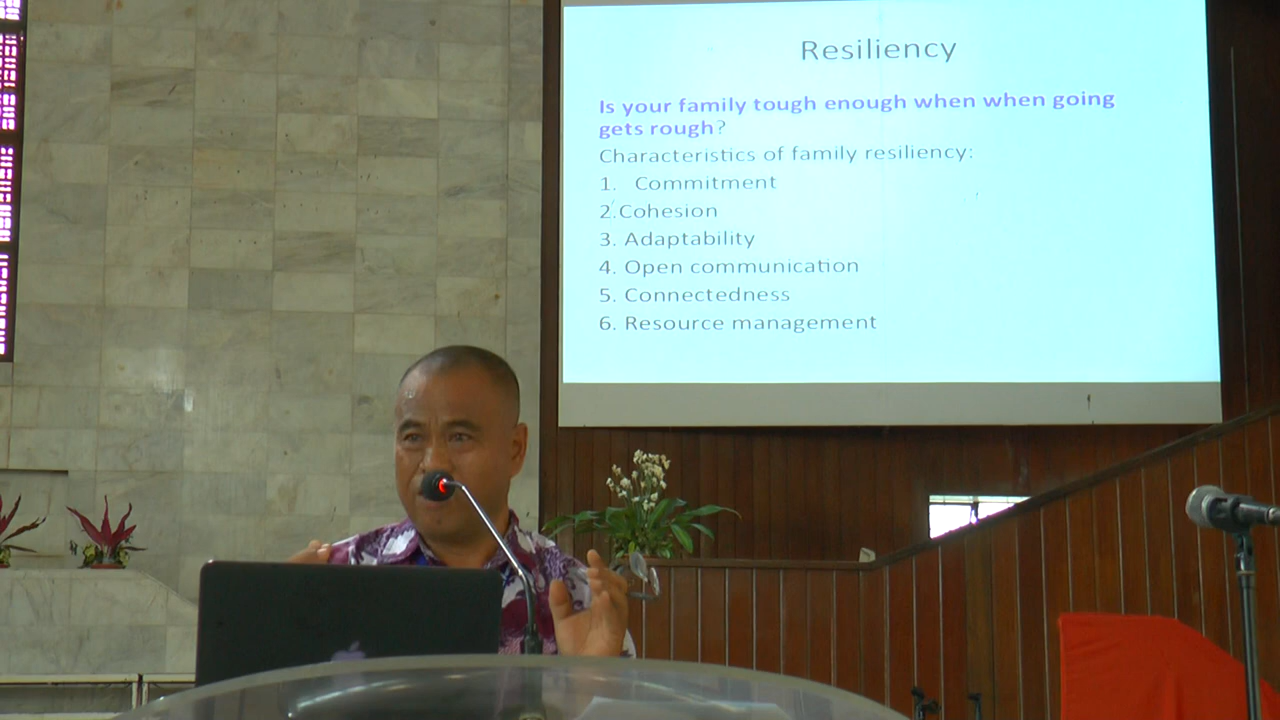 Resiliency
Is your family tough enough when when going
gets rough?
Characteristics of family resiliency:
1. Commitment
2.Cohesion
3. Adaptability
4. Open communication
5. Connectedness
6. Resource management